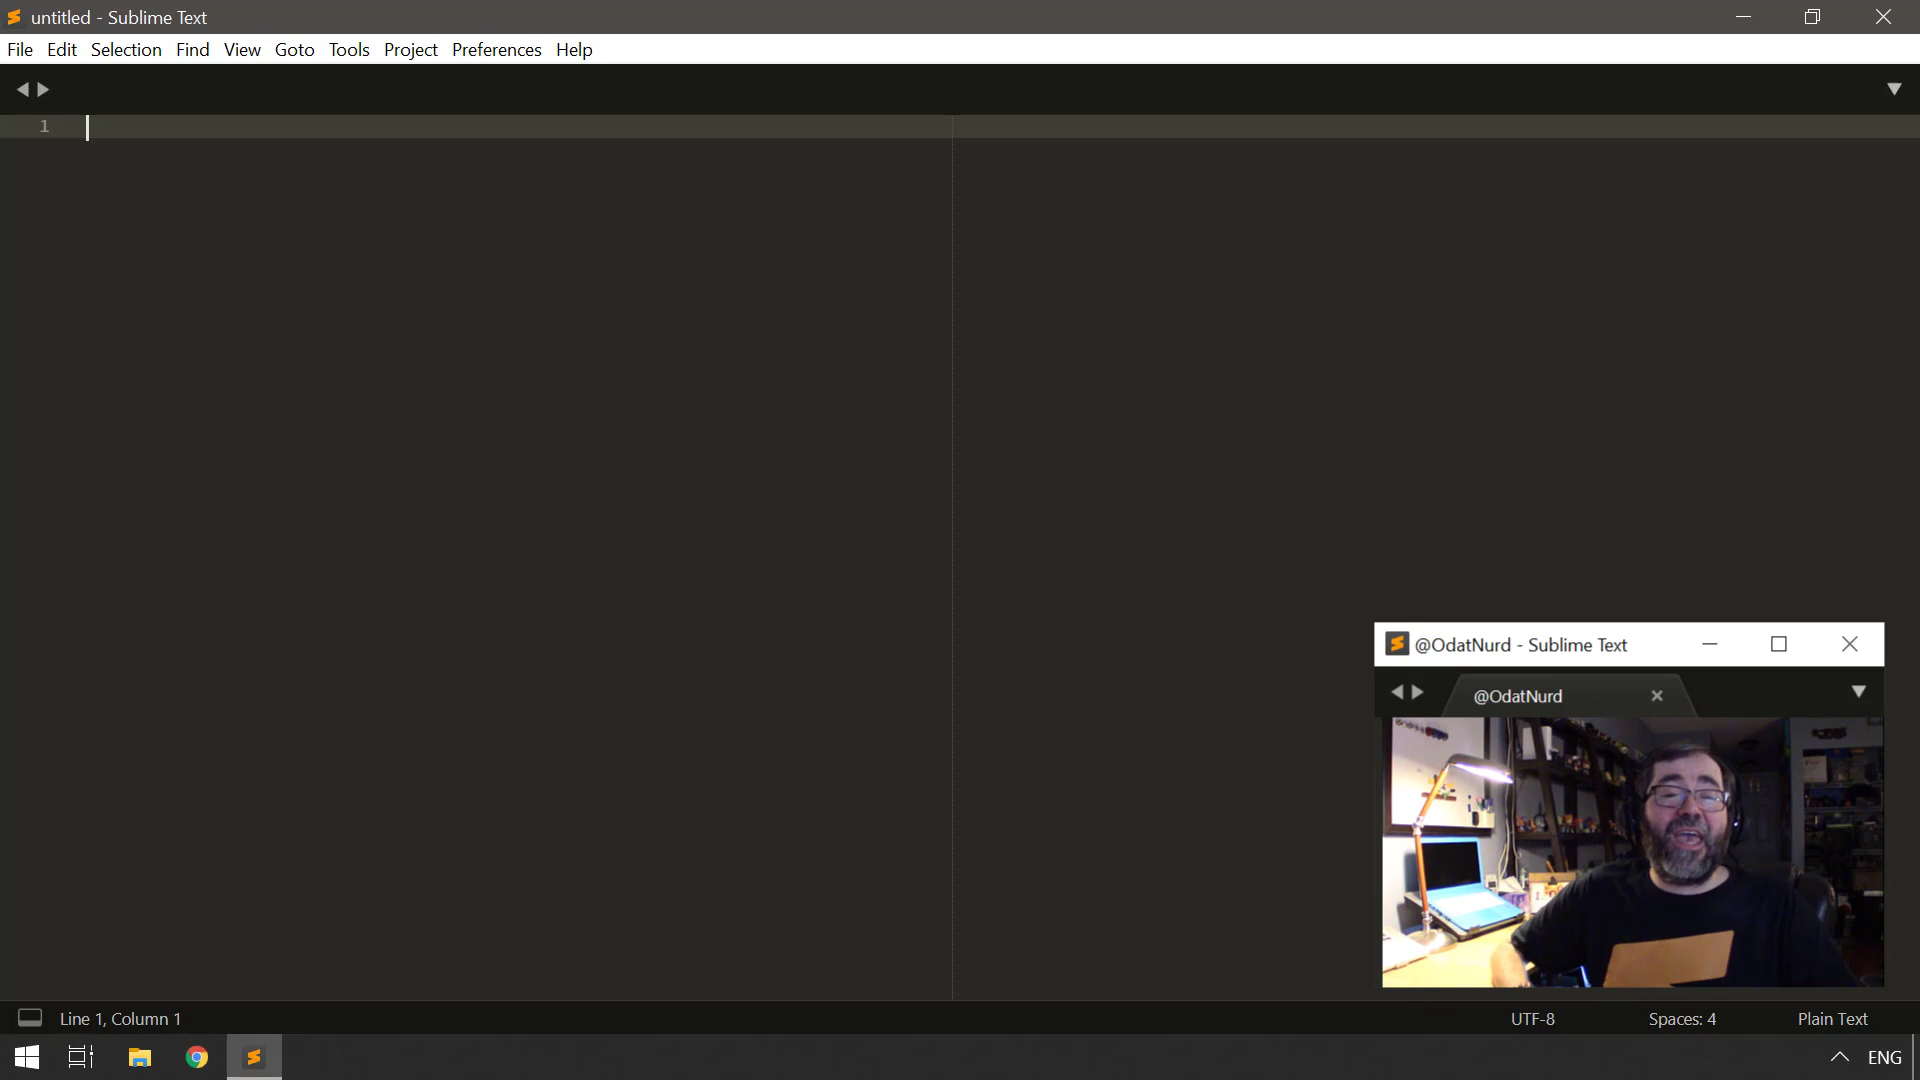 untitled - Sublime Text
File Edit Selection Find View Goto Tools Project Preferences Help
1
@OdatNurd - Sublime Text
@OdatNurd
Line 1, Column 1
UTF-8
Spaces: 4
Plain Text
ENG